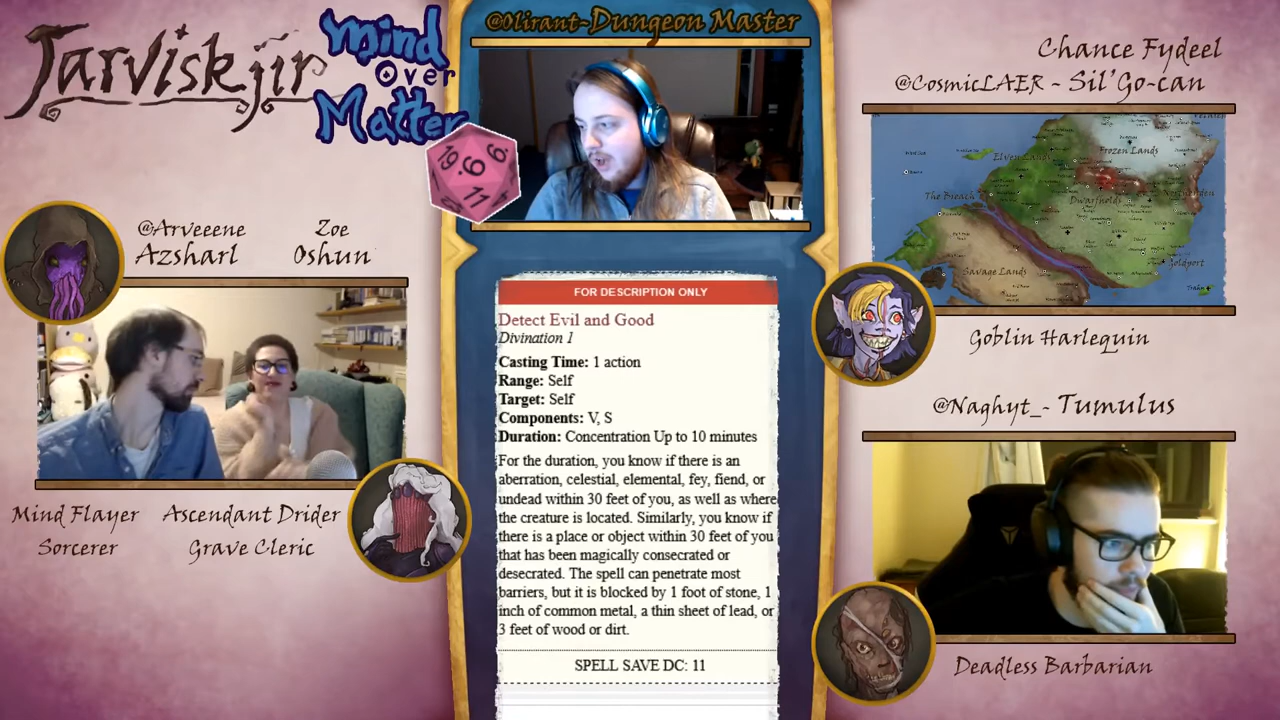 Jarviskjir
Mind
Over
Matter
@Olirant-Dungeon Master
Chance Fydeel
@CosmicLAER - Sil'Go-can
19
.6
6
11
Elven Lands
Frozen Lands
The Breach
Dwarfholds
Savage Lands
Goldport
@Arveeene
Azsharl
Zoe
Oshun
Goblin Harlequin
FOR DESCRIPTION ONLY
Detect Evil and Good
Divination 1
Casting Time: 1 action
Range: Self
Target: Self
Components: V, S
Duration: Concentration Up to 10 minutes
For the duration, you know if there is an
aberration, celestial, elemental, fey, fiend, or
undead within 30 feet of you, as well as where
the creature is located. Similarly, you know if
there is a place or object within 30 feet of you
that has been magically consecrated or
desecrated. The spell can penetrate most
barriers, but it is blocked by 1 foot of stone, 1
inch of common metal, a thin sheet of lead, or
3 feet of wood or dirt.
SPELL SAVE DC: 11
@Naghyt_- Tumulus
Mind Flayer
Sorcerer
Ascendant Drider
Grave Cleric
Deadless Barbarian